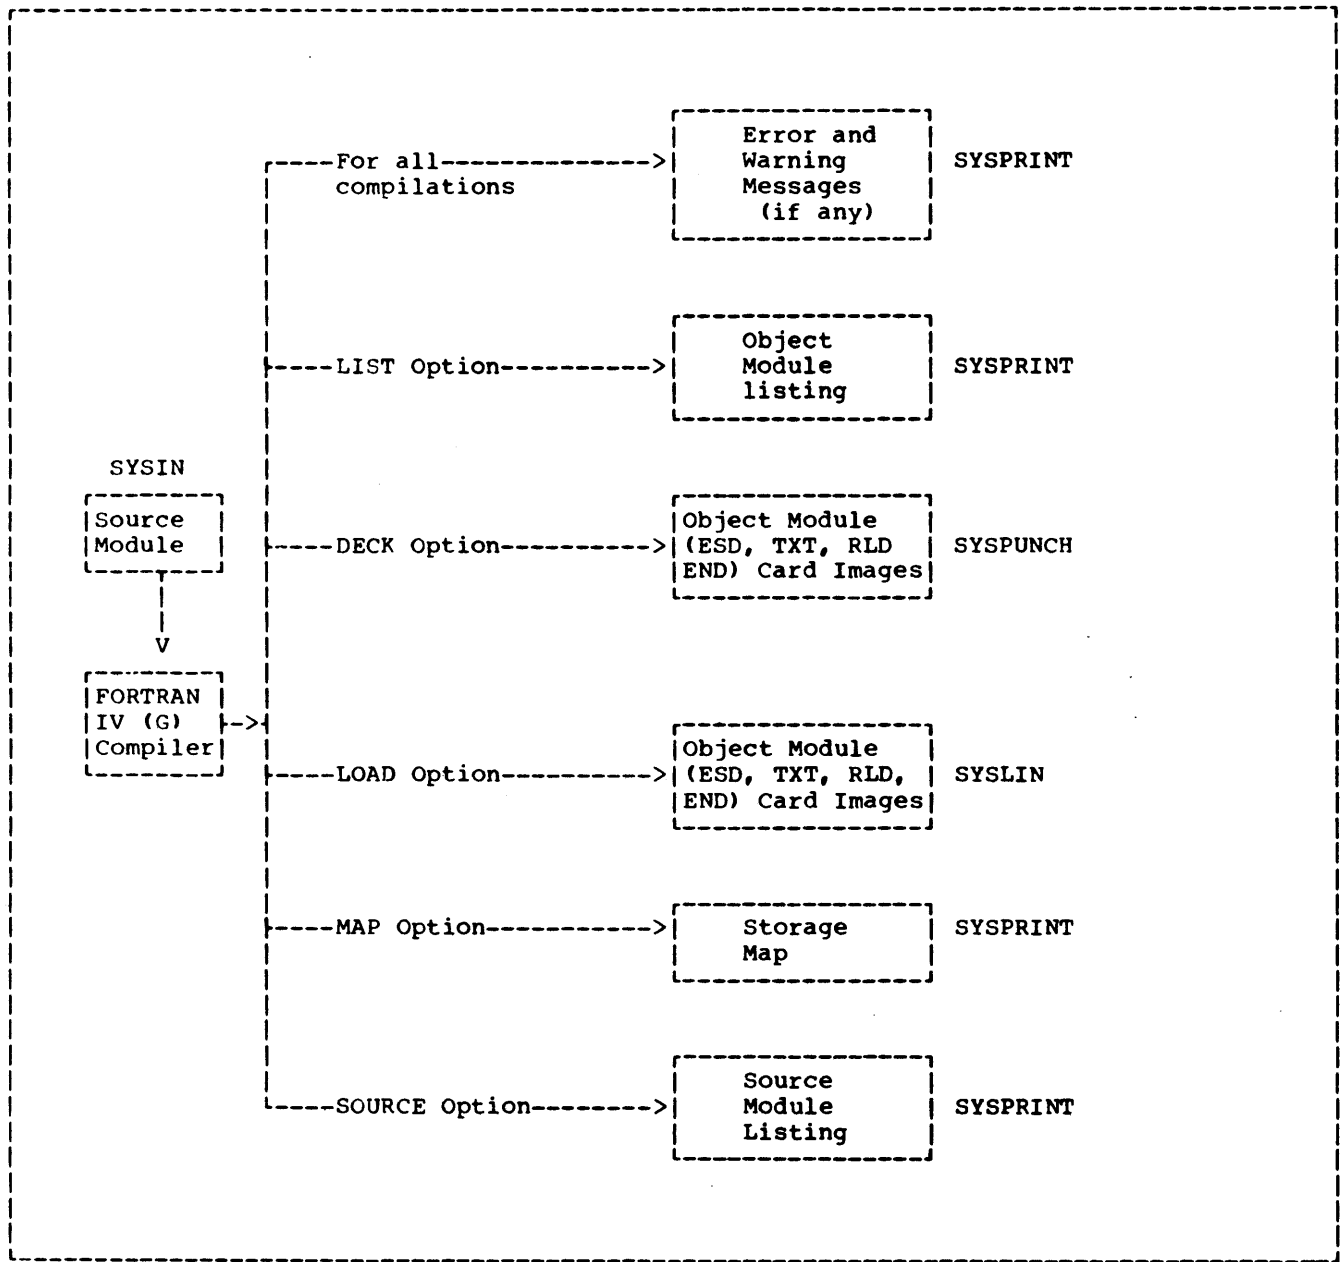 For all
compilations
Error and
Warning
Messages
(if any)
SYSPRINT
LIST Option
Object
Module
listing
SYSPRINT
SYSIN
Source
Module
DECK Option
Object Module
(ESD, TXT, RLD
END) Card Images
SYSPUNCH
FORTRAN
IV (G)
Compiler
LOAD Option
Object Module
(ESD, TXT, RLD,
END) Card Images
SYSLIN
MAP Option
Storage
Map
SYSPRINT
SOURCE Option
Source
Module
Listing
SYSPRINT